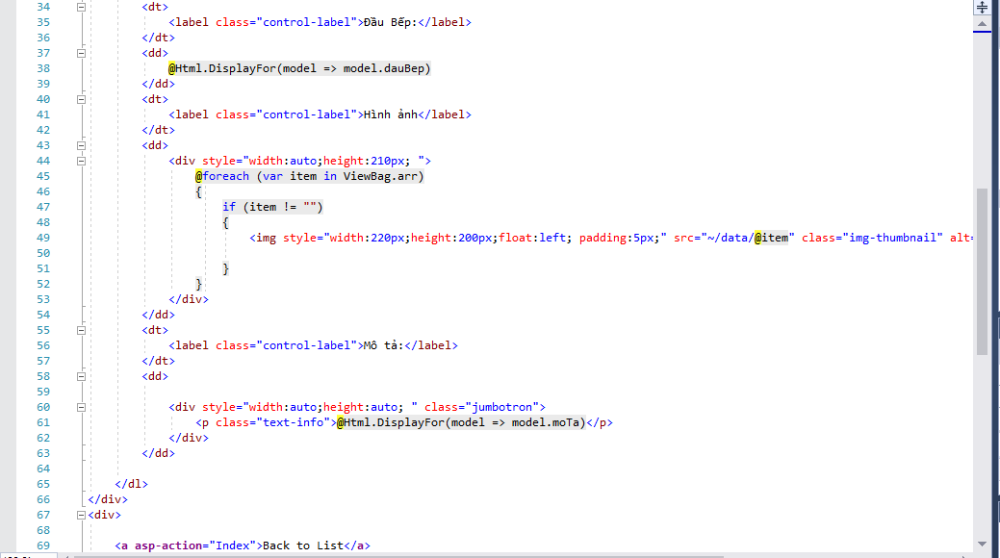 34 <dt>
35 <label class="control-label">Đầu Bếp:</label>
36 </dt>
37 <dd>
38 @Html.DisplayFor(model => model.dauBep)
39 </dd>
40 <dt>
41 <label class="control-label">Hình ảnh</label>
42 </dt>
43 <dd>
44 <div style="width:auto;height:210px; ">
45 @foreach (var item in ViewBag.arr)
46 {
47 if (item != "")
48 {
49 <img style="width:220px;height:200px;float:left; padding:5px;" src="~/data/@item" class="img-thumbnail" alt=
50
51 }
52 }
53 </div>
54 </dd>
55 <dt>
56 <label class="control-label">Mô tả:</label>
57 </dt>
58 <dd>
59
60 <div style="width:auto;height:auto; " class="jumbotron">
61 <p class="text-info">@Html.DisplayFor(model => model.moTa)</p>
62 </div>
63 </dd>
64
65 </dl>
66 </div>
67 <div>
68
69 <a asp-action="Index">Back to List</a>